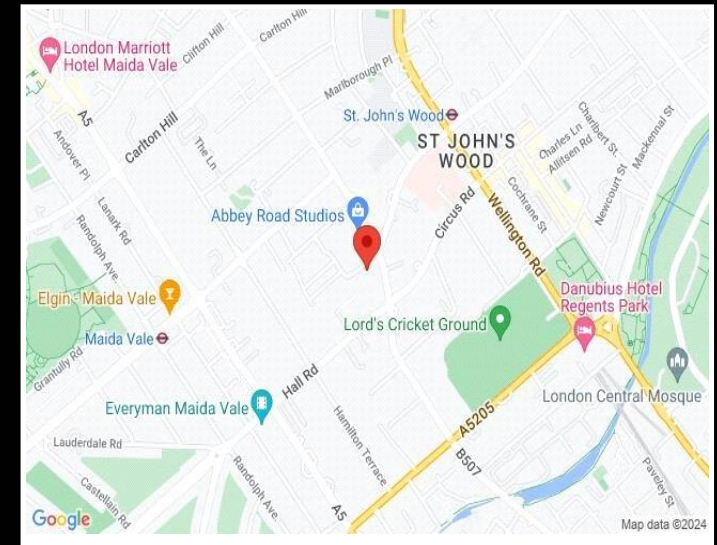 London Marriott
Hotel Maida Vale
Clifton Hill
Carlton Hill
Marlborough Pl
A5
Andover Pl
Carlton Hill
The Ln
St. John's Wood
ST JOHN'S
WOOD
Charles Ln
Allitsen Rd
Charlbert St
Mackennal St
Newcourt St
Cochrane St
Circus Rd
Wellington Rd
Lanark Rd
Randolph Ave.
Abbey Road Studios
Elgin - Maida Vale
Maida Vale
Grantully Rd
Lord's Cricket Ground
Danubius Hotel
Regents Park
Hall Rd
Everyman Maida Vale
Hamilton Terrace
A5205
London Central Mosque
B507
Lauderdale Rd
Randolph Ave.
Castellain Rd
A5
Paveley St
Google
Map data ©2024